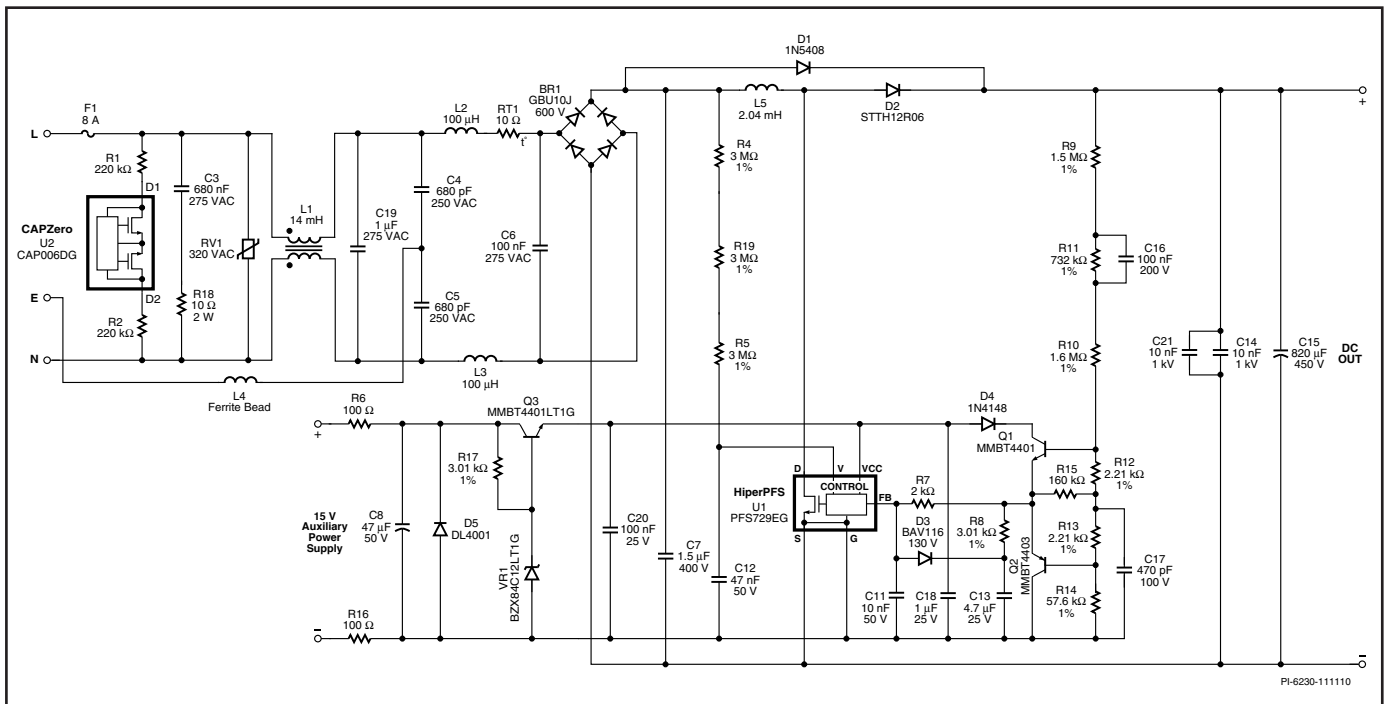 D1
1N5408
BR1
GBU10J
600 V
L5
2.04 mH
D2
STTH12R06
+
F1
8 A
L
R1
220 kΩ
CAPZero
U2
CAP006DG
D1
D2
R2
220 kΩ
E
N
C3
680 nF
275 VAC
R18
10 Ω
2 W
RV1
320 VAC
L1
14 mH
C19
1 µF
275 VAC
L2
100 µH
RT1
10 Ω
t°
C4
680 pF
250 VAC
C5
680 pF
250 VAC
C6
100 nF
275 VAC
L3
100 µH
L4
Ferrite Bead
R4
3 MΩ
1%
R19
3 MΩ
1%
R5
3 MΩ
1%
R9
1.5 MΩ
1%
R11
732 kΩ
1%
C16
100 nF
200 V
R10
1.6 MΩ
1%
C21
10 nF
1 kV
C14
10 nF
1 kV
C15
820 µF
450 V
DC
OUT
R6
100 Ω
+
15 V
Auxiliary
Power
Supply
–
R16
100 Ω
C8
47 µF
50 V
D5
DL4001
R17
3.01 kΩ
1%
Q3
MMBT4401LT1G
VR1
BZX84C12LT1G
C20
100 nF
25 V
C7
1.5 µF
400 V
C12
47 nF
50 V
D
V
VCC
CONTROL
HiperPFS
U1
PFS729EG
FB
S
G
R7
2 kΩ
D3
BAV116
130 V
C11
10 nF
50 V
C18
1 µF
25 V
C13
4.7 µF
25 V
R8
3.01 kΩ
1%
D4
1N4148
Q1
MMBT4401
R15
160 kΩ
Q2
MMBT4403
R12
2.21 kΩ
1%
R13
2.21 kΩ
1%
R14
57.6 kΩ
1%
C17
470 pF
100 V
–
PI-6230-111110